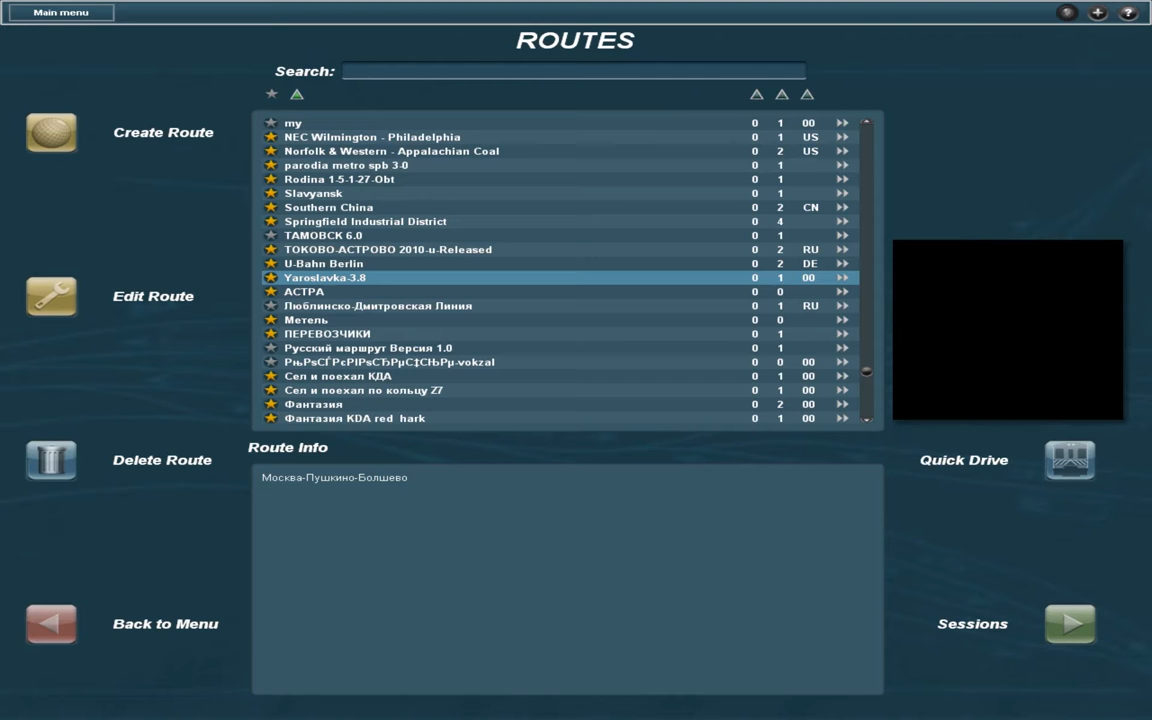 Main menu
?
ROUTES
Search:
Create Route
Edit Route
Delete Route
Back to Menu
my 0 1 00
NEC Wilmington - Philadelphia 0 1 US
Norfolk & Western - Appalachian Coal 0 2 US
parodia metro spb 3-0 0 1
Rodina 1-5-1-27-Obt 0 1
Slavyansk 0 1
Southern China 0 2 CN
Springfield Industrial District 0 4
ТАМОВСК 6.0 0 1
ТОКОВО-АСТРОВО 2010-u-Released 0 2 RU
U-Bahn Berlin 0 2 DE
Yaroslavka-3.8 0 1 00
АСТРА 0 0
Люблинско-Дмитровская Линия 0 1 RU
Метель 0 0
ПЕРЕВОЗЧИКИ 0 1
Русский маршрут Версия 1.0 0 1
РњРѕСЃРєРІРѕСЂРµС‡СЊРµ-vokzal 0 0 00
Сел и поехал КДА 0 1 00
Сел и поехал по кольцу Z7 0 1 00
Фантазия 0 2 00
Фантазия KDA red hark 0 1 00
Route Info
Москва-Пушкино-Болшево
Quick Drive
Sessions